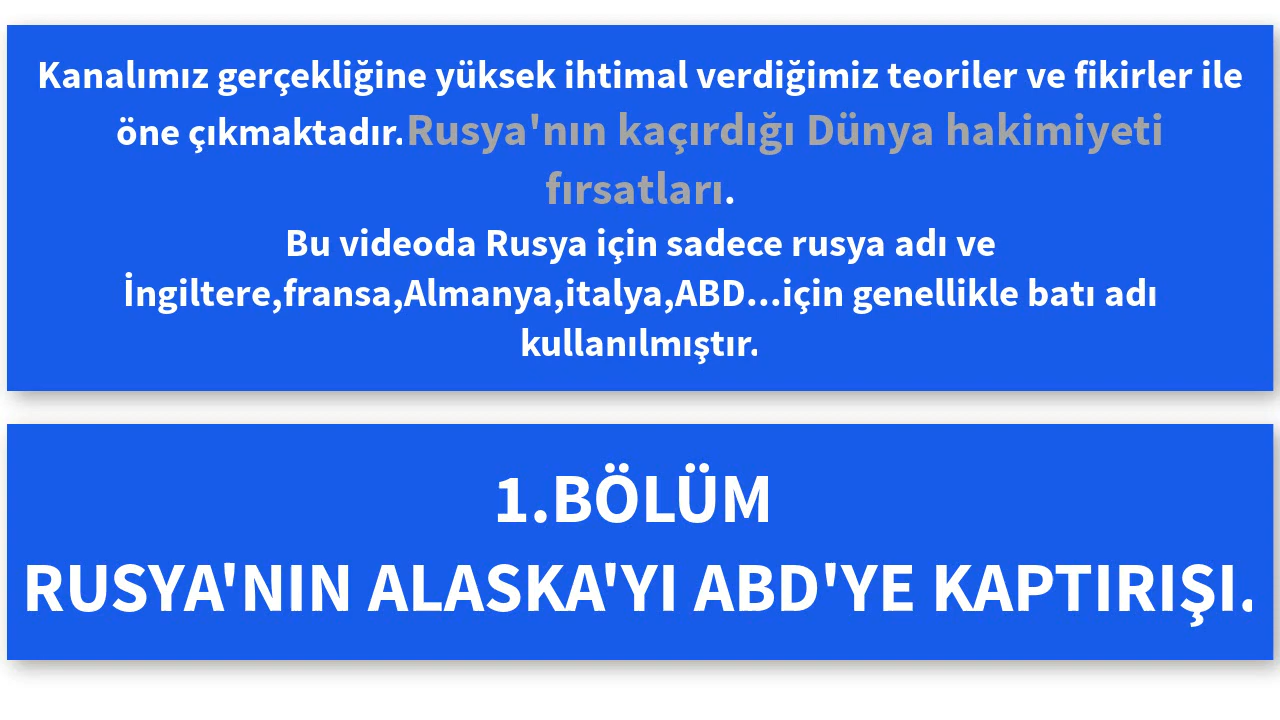 Kanalımız gerçekliğine yüksek ihtimal verdiğimiz teoriler ve fikirler ile
öne çıkmaktadır.Rusya'nın kaçırdığı Dünya hakimiyeti
fırsatları.
Bu videoda Rusya için sadece rusya adı ve
İngiltere,fransa,Almanya,italya,ABD...için genellikle batı adı
kullanılmıştır.
1.BÖLÜM
RUSYA'NIN ALASKA'YI ABD'YE KAPTIRIŞI.